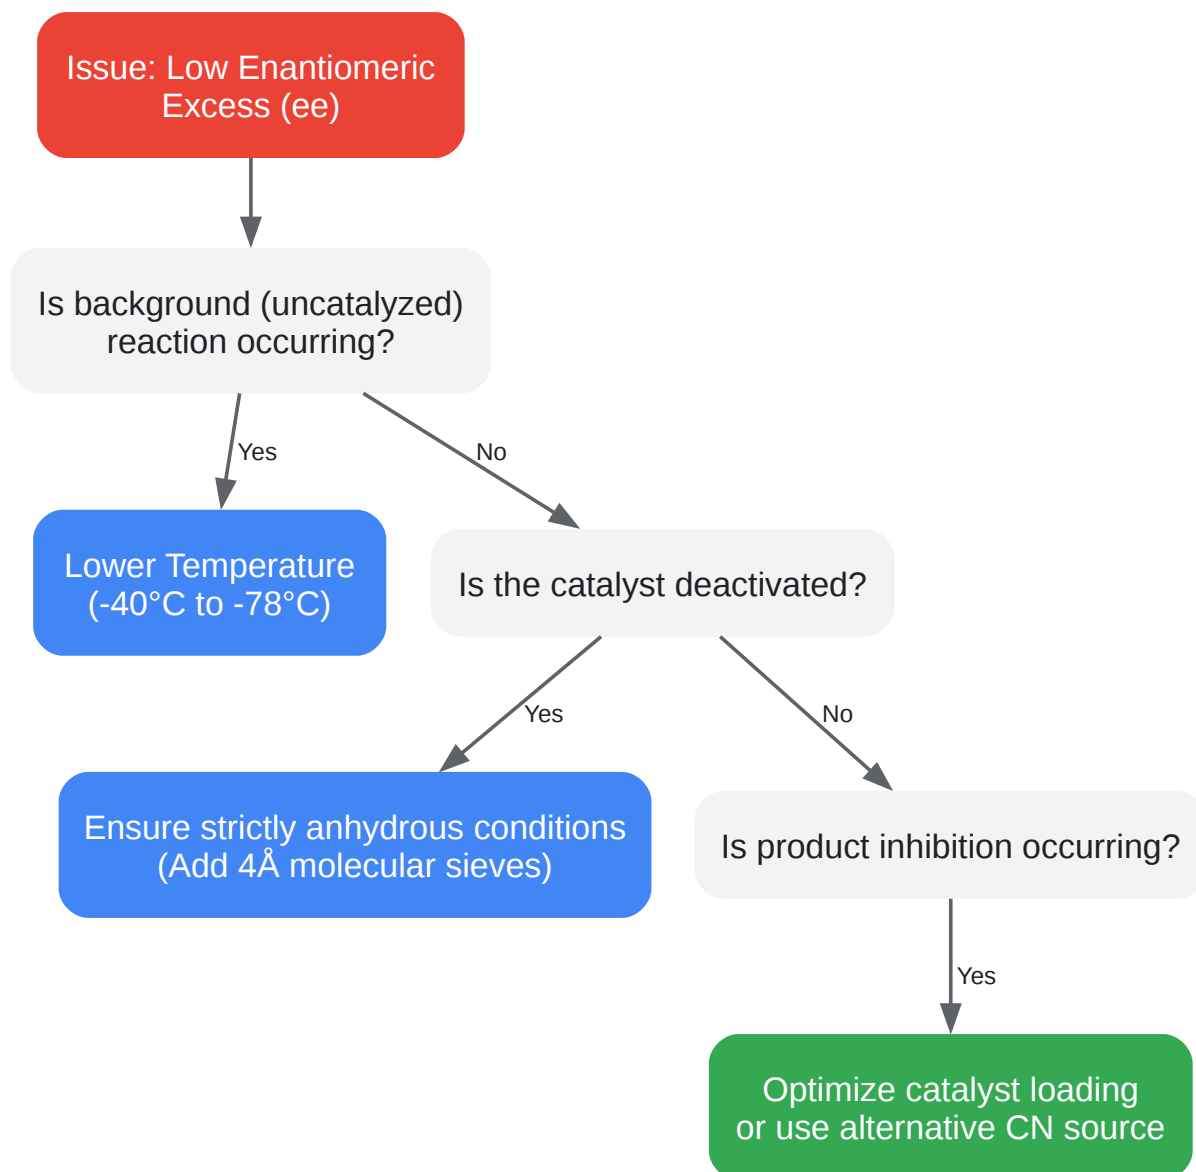 Issue: Low Enantiomeric
Excess (ee)
Is background (uncatalyzed)
reaction occurring?
Yes
No
Lower Temperature
(-40°C to -78°C)
Is the catalyst deactivated?
Yes
No
Ensure strictly anhydrous conditions
(Add 4Å molecular sieves)
Is product inhibition occurring?
Yes
Optimize catalyst loading
or use alternative CN source